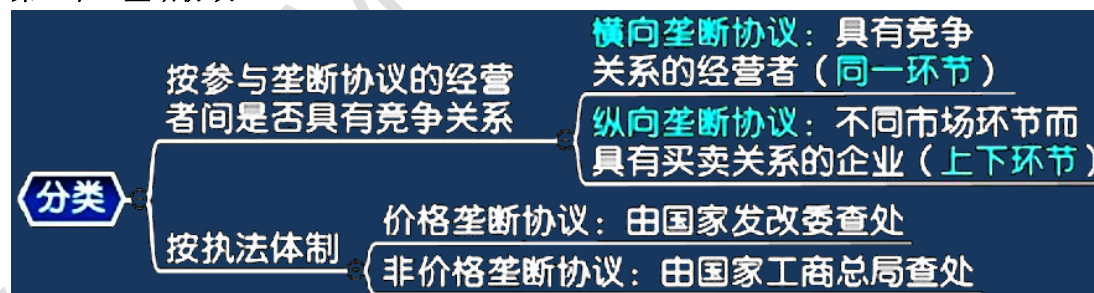 分类
按参与垄断协议的经营
者间是否具有竞争关系
横向垄断协议：具有竞争
关系的经营者（同一环节）
纵向垄断协议：不同市场环节而
具有买卖关系的企业（上下环节）
按执法体制
价格垄断协议：由国家发改委查处
非价格垄断协议：由国家工商总局查处